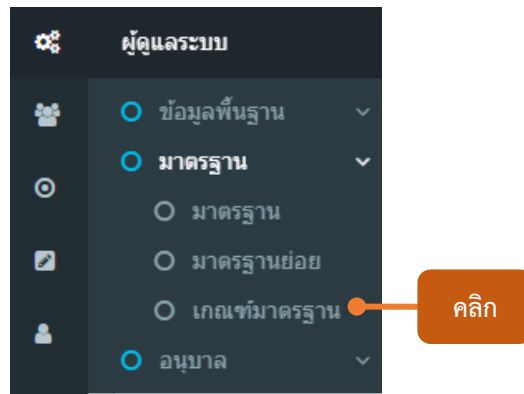 ผู้ดูแลระบบ
ข้อมูลพื้นฐาน
มาตรฐาน
มาตรฐาน
มาตรฐานย่อย
เกณฑ์มาตรฐาน
คลิก
อนุบาล